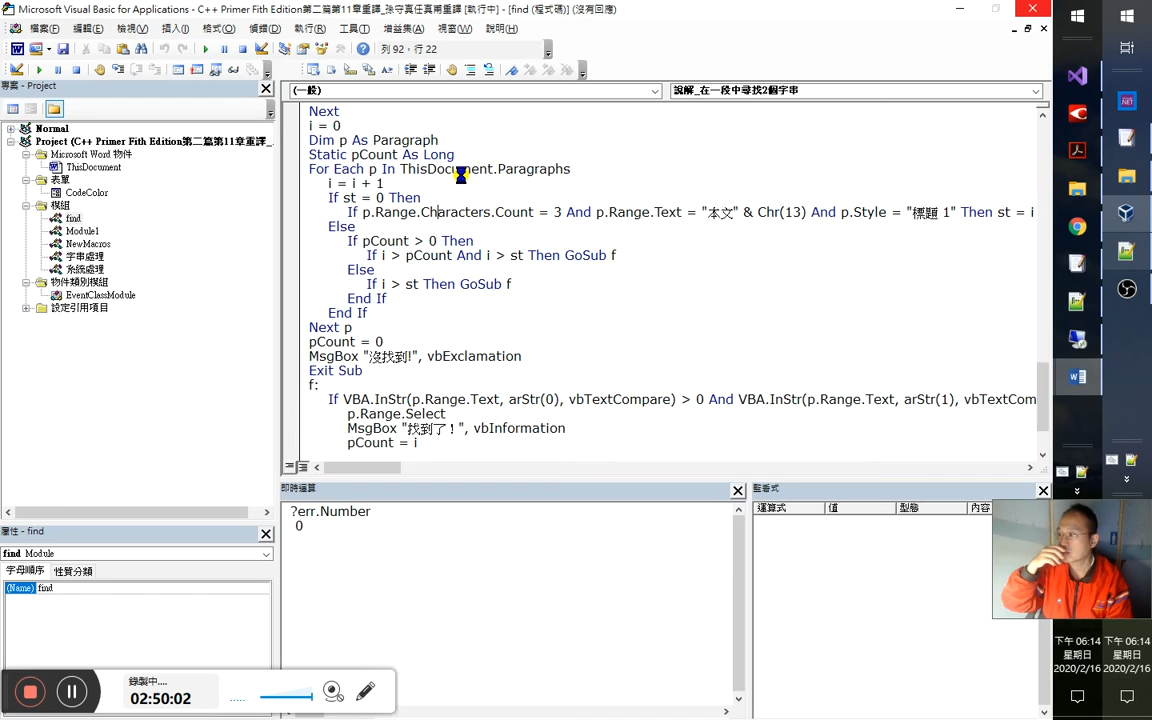 Microsoft Visual Basic for Applications - C++ Primer Fith Edition第二篇第11章重譯_孫守真任真甫重譯 [執行中] - [find (程式碼)] (沒有回應)
檔案(F) 編輯(E) 檢視(V) 插入(I) 格式(O) 偵錯(D) 執行(R) 工具(T) 增益集(A) 視窗(W) 說明(H)
列 92，行 22
專案 - Project
Normal
Project (C++ Primer Fith Edition第二篇第11章重譯_
Microsoft Word 物件
ThisDocument
表單
CodeColor
模組
find
Module1
NewMacros
字串處理
系統處理
物件類別模組
EventClassModule
設定引用項目
屬性 - find
find Module
字母順序 性質分類
(Name) find
(一般) 說解_在一段中尋找2個字串
Next
i = 0
Dim p As Paragraph
Static pCount As Long
For Each p In ThisDocument.Paragraphs
i = i + 1
If st = 0 Then
If p.Range.Characters.Count = 3 And p.Range.Text = "本文" & Chr(13) And p.Style = "標題 1" Then st = i
Else
If pCount > 0 Then
If i > pCount And i > st Then GoSub f
Else
If i > st Then GoSub f
End If
End If
Next p
pCount = 0
MsgBox "沒找到!", vbExclamation
Exit Sub
f:
If VBA.InStr(p.Range.Text, arStr(0), vbTextCompare) > 0 And VBA.InStr(p.Range.Text, arStr(1), vbTextCom
p.Range.Select
MsgBox "找到了！", vbInformation
pCount = i
即時運算
?err.Number
0
監看式
運算式 值 型態 內容
錄製中....
02:50:02
下午 06:14
星期日
2020/2/16
下午 06:14
星期日
2020/2/16